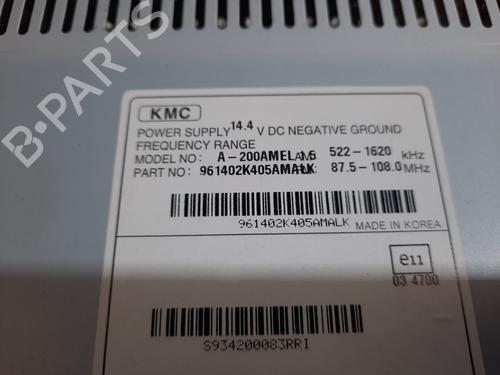 B-PARTS
KMC
POWER SUPPLY 14.4 V DC NEGATIVE GROUND
FREQUENCY RANGE
MODEL NO: A-200AMEL AM: 522-1620 kHz
PART NO: 961402K405AMALK 87.5-108.0 MHz
961402K405AMALK MADE IN KOREA
e11
03 4700
S934200083RRI